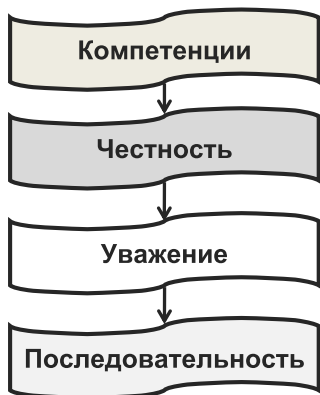 Компетенции
Честность
Уважение
Последовательность